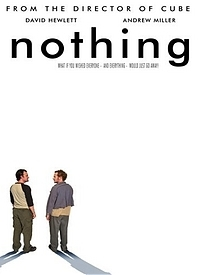 FROM THE DIRECTOR OF CUBE
DAVID HEWLETT ANDREW MILLER
nothing
WHAT IF YOU WISHED EVERYONE - AND EVERYTHING - WOULD JUST GO AWAY?